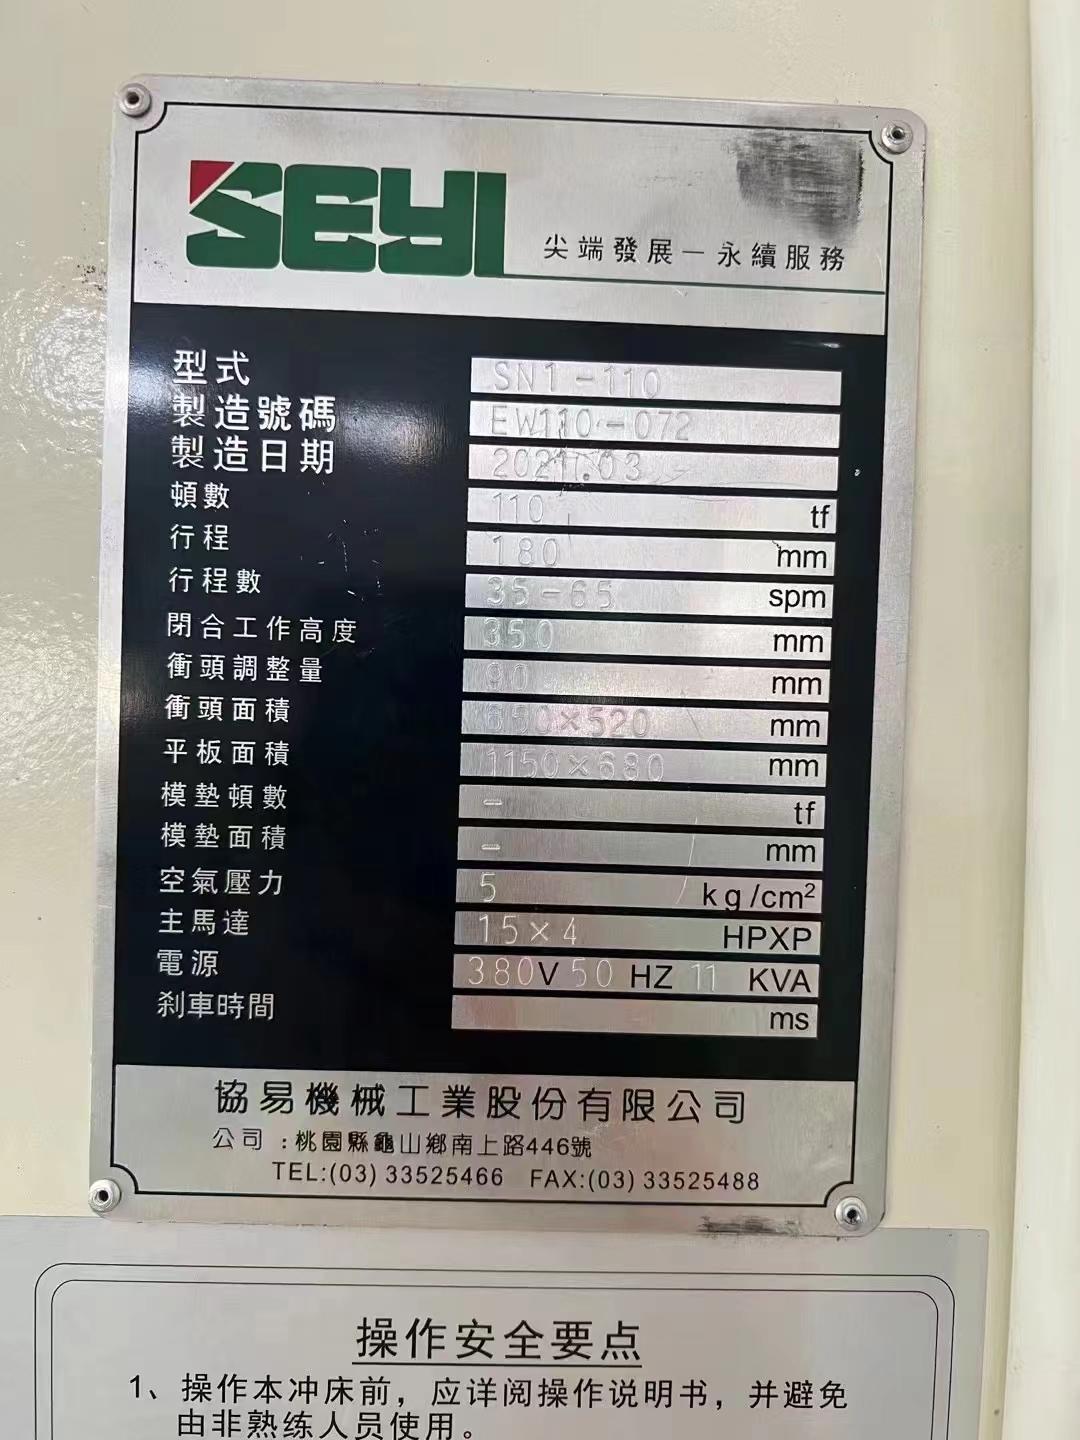 SEYI
尖端發展－永續服務
型式 SN1-110
製造號碼 EW110-072
製造日期 2021.03
頓數 110 tf
行程 180 mm
行程數 35-65 spm
閉合工作高度 350 mm
衝頭調整量 90 mm
衝頭面積 ×520 mm
平板面積 1150×680 mm
模墊頓數 - tf
模墊面積 - mm
空氣壓力 5 kg/cm²
主馬達 15×4 HPXP
電源 380V 50 HZ 11 KVA
剎車時間 ms
協易機械工業股份有限公司
公司：桃園縣龜山鄉南上路446號
TEL:(03) 33525466 FAX:(03) 33525488
操作安全要点
1、操作本冲床前，应详阅操作说明书，并避免
由非熟练人员使用。